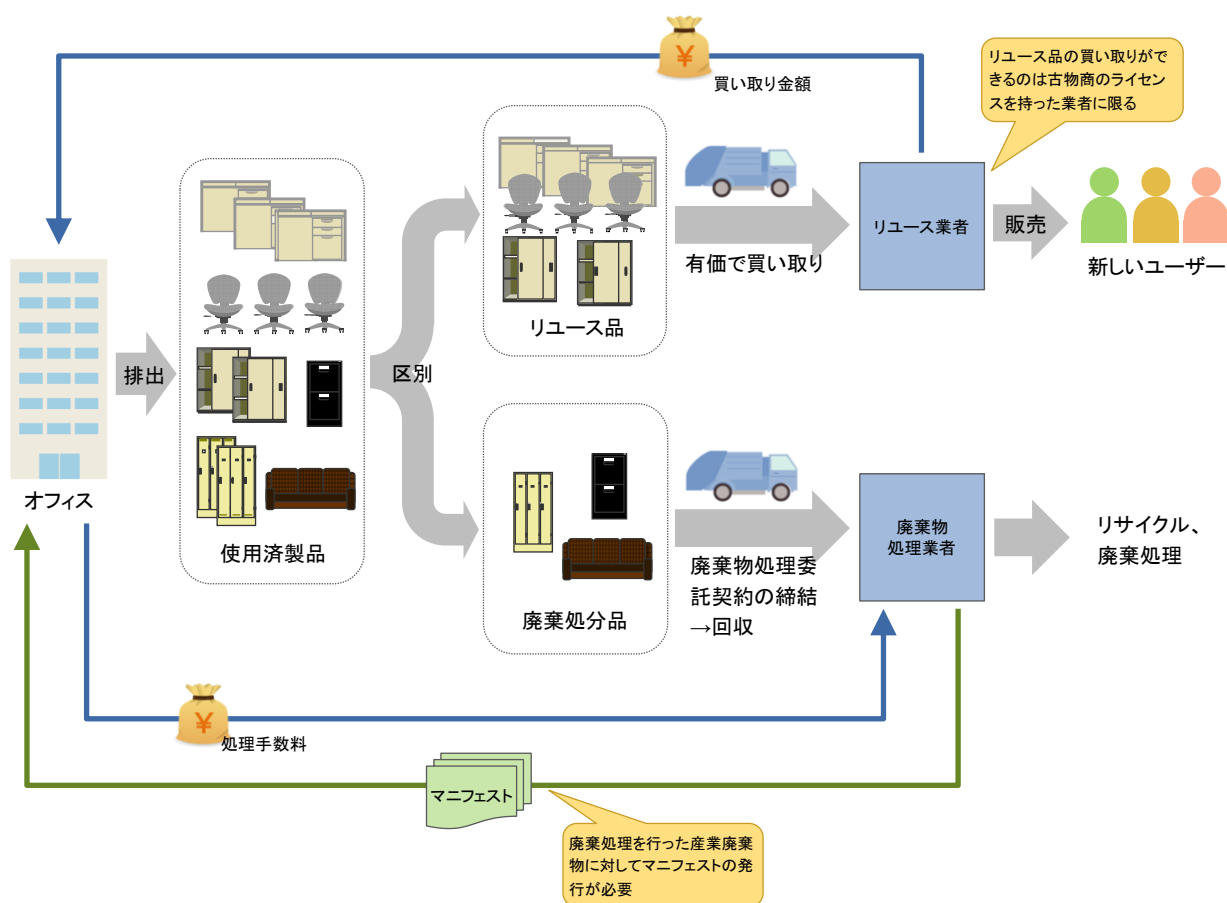 買い取り金額
リユース品の買い取りがで
きるのは古物商のライセン
スを持った業者に限る
有価で買い取り
リユース業者
販売
新しいユーザー
リユース品
排出
区別
オフィス
使用済製品
廃棄処分品
廃棄物処理委
託契約の締結
→回収
廃棄物
処理業者
リサイクル、
廃棄処理
処理手数料
マニフェスト
廃棄処理を行った産業廃棄
物に対してマニフェストの発
行が必要
¥
¥